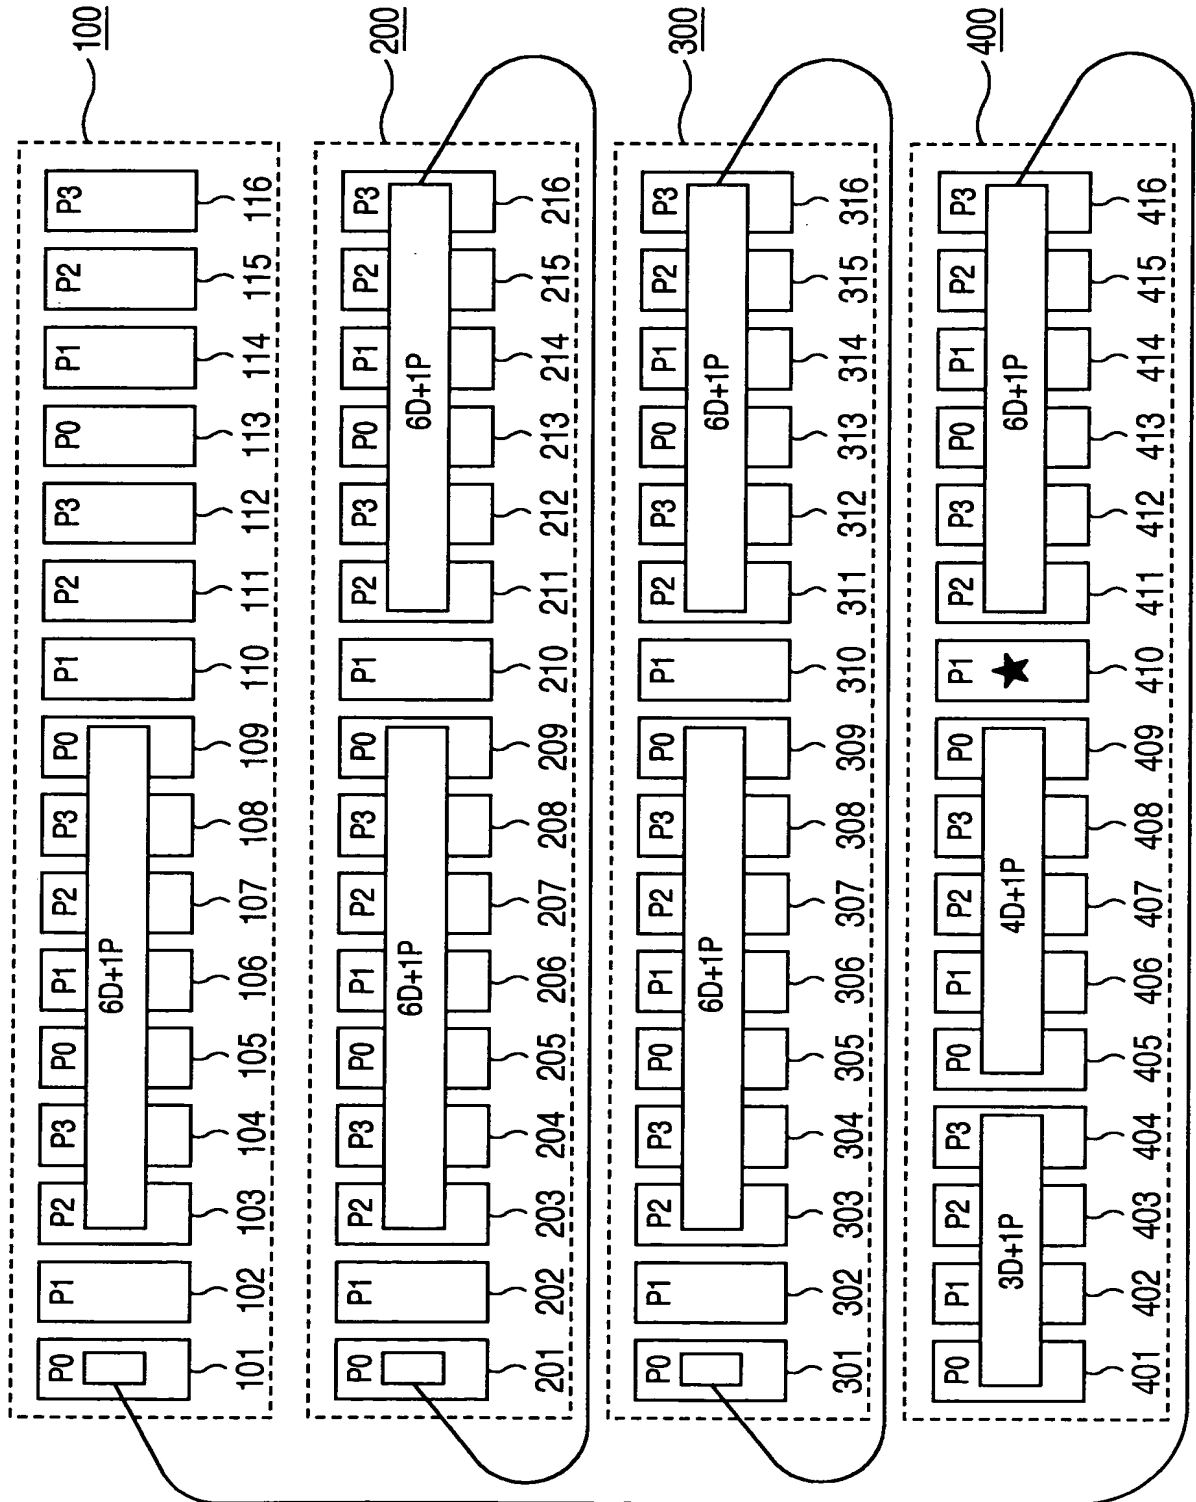 100
P0 P1 P2 P3 P0 P1 P2 P3 P0 P1 P2 P3 P0 P1 P2 P3
6D+1P
101 102 103 104 105 106 107 108 109 110 111 112 113 114 115 116
200
P0 P1 P2 P3 P0 P1 P2 P3 P0 P1 P2 P3 P0 P1 P2 P3
6D+1P 6D+1P
201 202 203 204 205 206 207 208 209 210 211 212 213 214 215 216
300
P0 P1 P2 P3 P0 P1 P2 P3 P0 P1 P2 P3 P0 P1 P2 P3
6D+1P 6D+1P
301 302 303 304 305 306 307 308 309 310 311 312 313 314 315 316
400
P0 P1 P2 P3 P0 P1 P2 P3 P0 P1 P2 P3 P0 P1 P2 P3
3D+1P 4D+1P 6D+1P
401 402 403 404 405 406 407 408 409 410 411 412 413 414 415 416